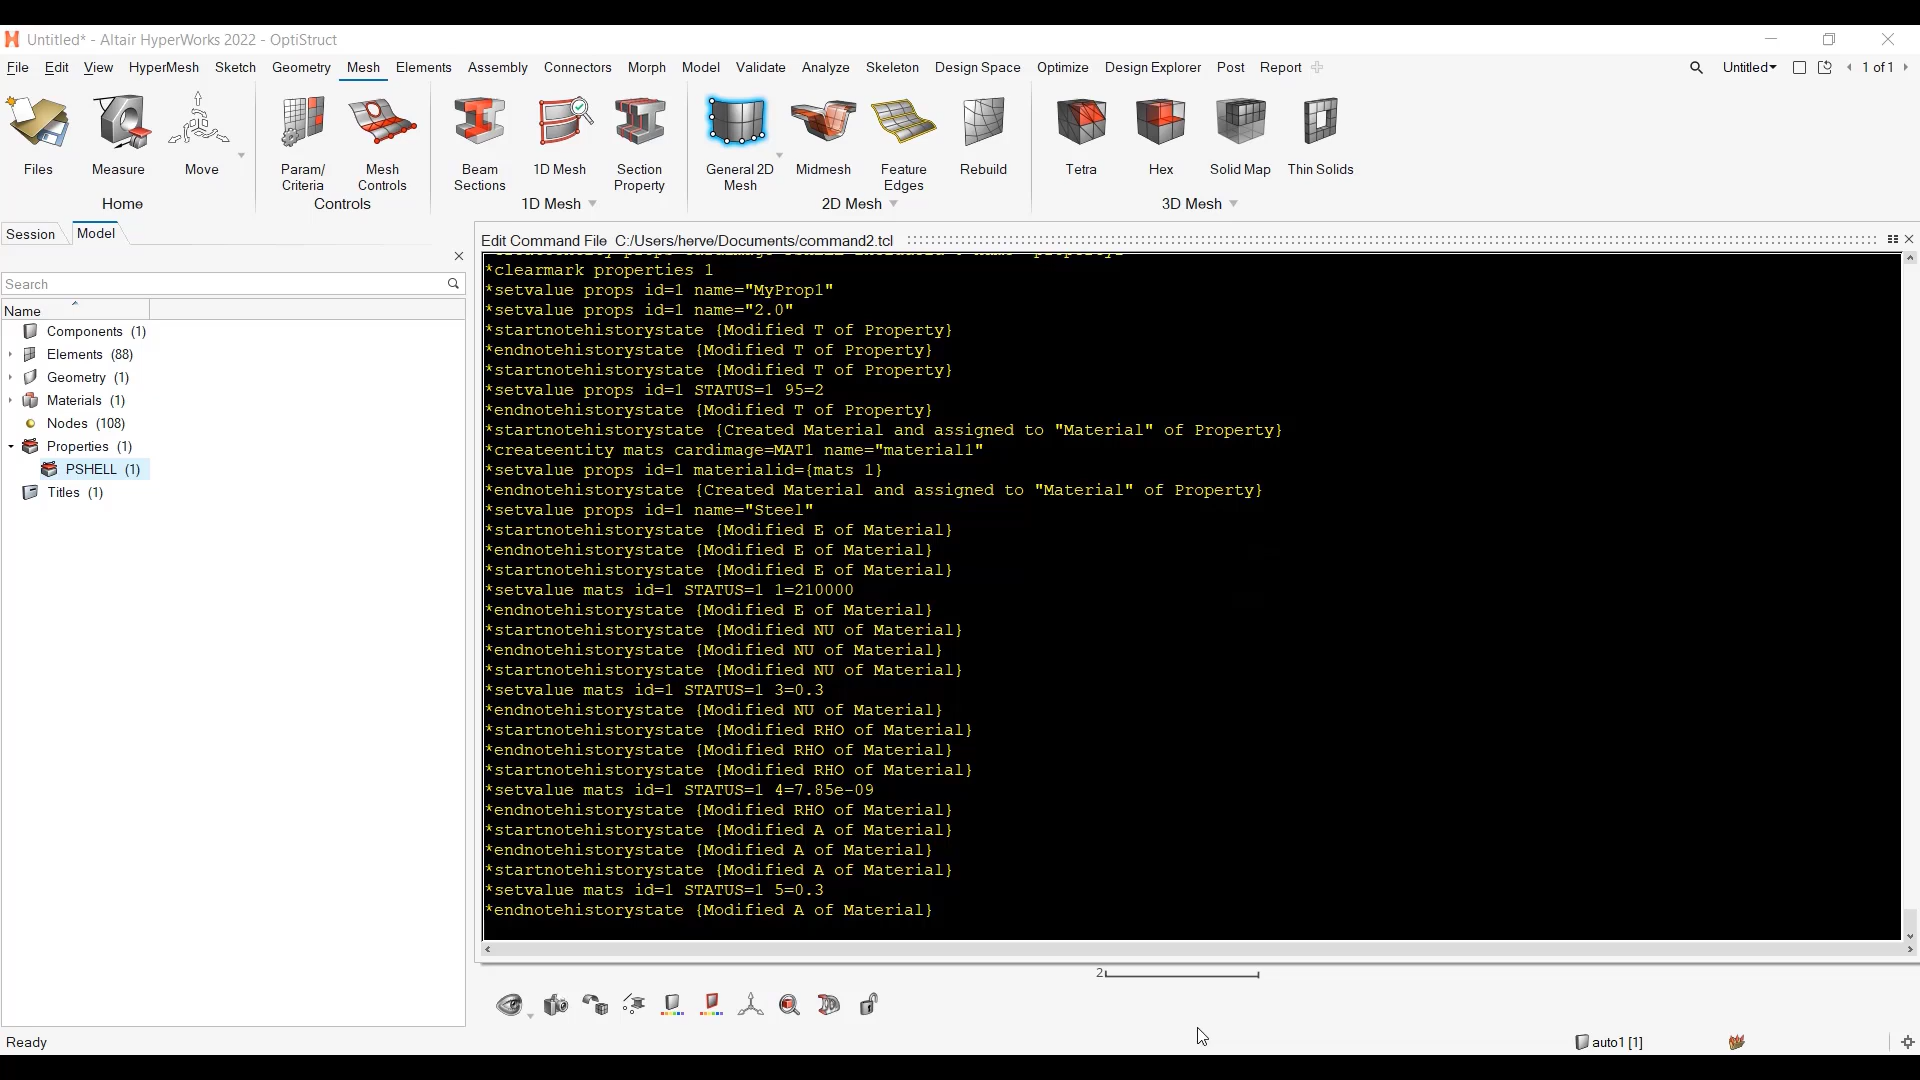 Untitled* - Altair HyperWorks 2022 - OptiStruct
File Edit View HyperMesh Sketch Geometry Mesh Elements Assembly Connectors Morph Model Validate Analyze Skeleton Design Space Optimize Design Explorer Post Report
Untitled 1 of 1
Files Measure Move
Home
Param/ Criteria
Mesh Controls
Controls
Beam Sections
1D Mesh
Section Property
1D Mesh
General 2D Mesh
Midmesh
Feature Edges
Rebuild
2D Mesh
Tetra Hex Solid Map Thin Solids
3D Mesh
Session Model
Search
Name
Components (1)
Elements (88)
Geometry (1)
Materials (1)
Nodes (108)
Properties (1)
PSHELL (1)
Titles (1)
Edit Command File C:/Users/herve/Documents/command2.tcl
*clearmark properties 1
*setvalue props id=1 name="MyProp1"
*setvalue props id=1 name="2.0"
*startnotehistorystate {Modified T of Property}
*endnotehistorystate {Modified T of Property}
*startnotehistorystate {Modified T of Property}
*setvalue props id=1 STATUS=1 95=2
*endnotehistorystate {Modified T of Property}
*startnotehistorystate {Created Material and assigned to "Material" of Property}
*createentity mats cardimage=MAT1 name="material1"
*setvalue props id=1 materialid={mats 1}
*endnotehistorystate {Created Material and assigned to "Material" of Property}
*setvalue props id=1 name="Steel"
*startnotehistorystate {Modified E of Material}
*endnotehistorystate {Modified E of Material}
*startnotehistorystate {Modified E of Material}
*setvalue mats id=1 STATUS=1 1=210000
*endnotehistorystate {Modified E of Material}
*startnotehistorystate {Modified NU of Material}
*endnotehistorystate {Modified NU of Material}
*startnotehistorystate {Modified NU of Material}
*setvalue mats id=1 STATUS=1 3=0.3
*endnotehistorystate {Modified NU of Material}
*startnotehistorystate {Modified RHO of Material}
*endnotehistorystate {Modified RHO of Material}
*startnotehistorystate {Modified RHO of Material}
*setvalue mats id=1 STATUS=1 4=7.85e-09
*endnotehistorystate {Modified RHO of Material}
*startnotehistorystate {Modified A of Material}
*endnotehistorystate {Modified A of Material}
*startnotehistorystate {Modified A of Material}
*setvalue mats id=1 STATUS=1 5=0.3
*endnotehistorystate {Modified A of Material}
2
Ready
auto1 [1]